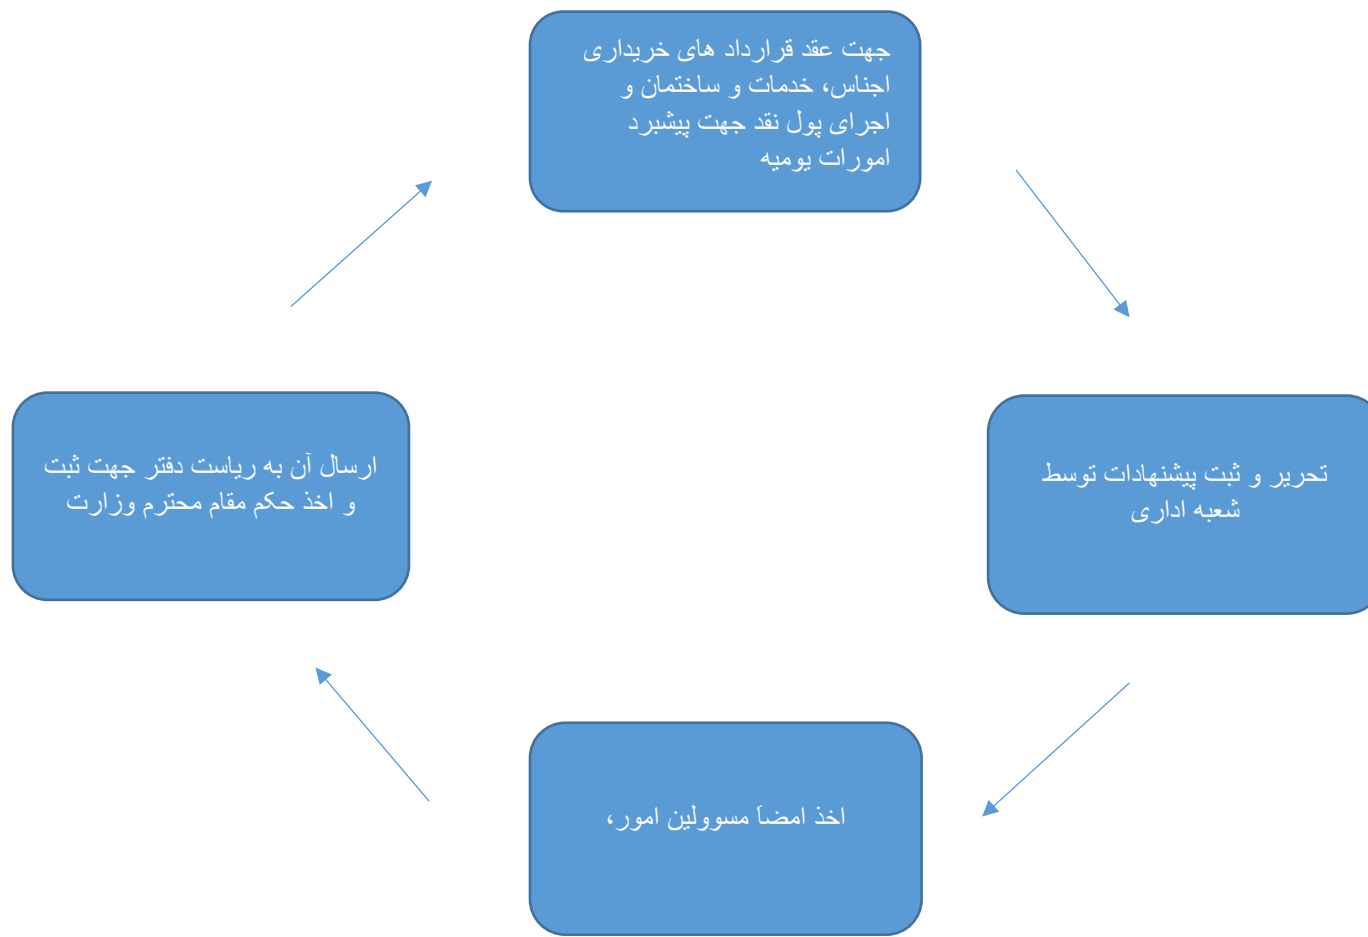 جهت عقد قرارداد های خریداری
اجناس، خدمات و ساختمان و
اجرای پول نقد جهت پیشبرد
امورات یومیه
تحریر و ثبت پیشنهادات توسط
شعبه اداری
اخذ امضاَ مسوولین امور،
ارسال آن به ریاست دفتر جهت ثبت
و اخذ حکم مقام محترم وزارت